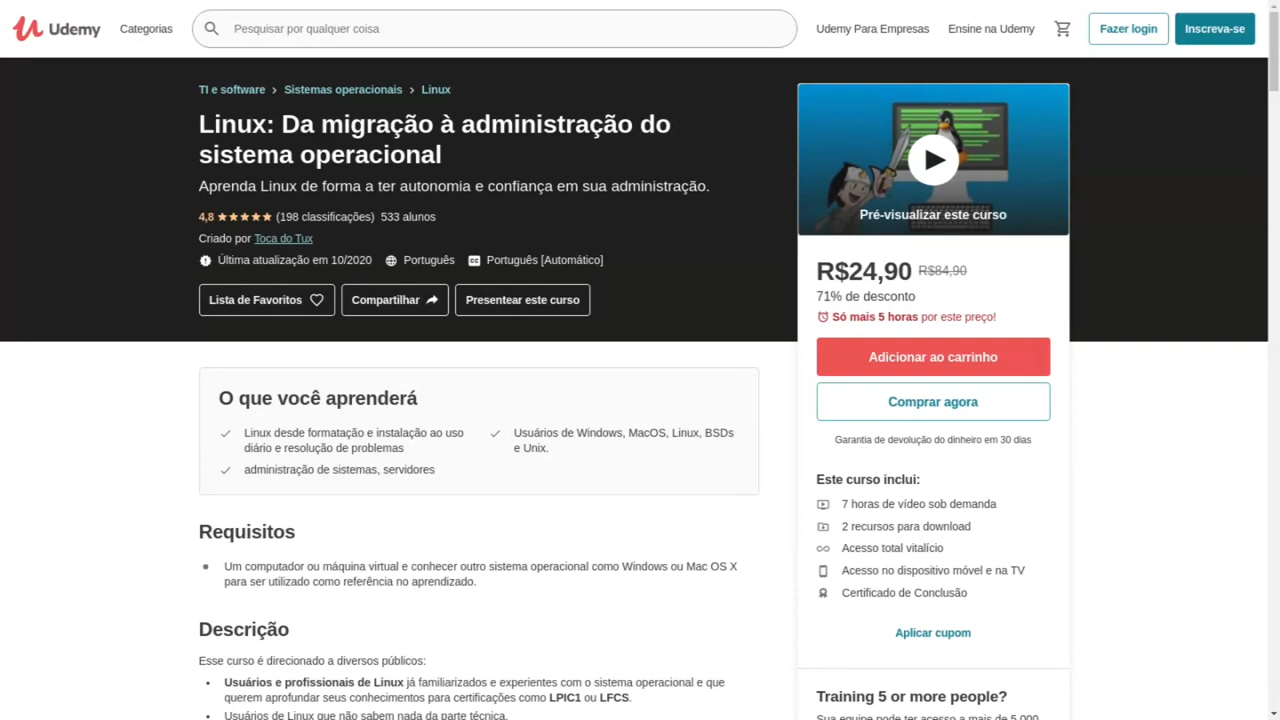 Udemy
Categorias
Pesquisar por qualquer coisa
Udemy Para Empresas
Ensine na Udemy
Fazer login
Inscreva-se
TI e software > Sistemas operacionais > Linux
Linux: Da migração à administração do
sistema operacional
Aprenda Linux de forma a ter autonomia e confiança em sua administração.
4,8 (198 classificações) 533 alunos
Criado por Toca do Tux
Última atualização em 10/2020 Português Português [Automático]
Lista de Favoritos
Compartilhar
Presentear este curso
Pré-visualizar este curso
R$24,90 R$84,90
71% de desconto
Só mais 5 horas por este preço!
Adicionar ao carrinho
Comprar agora
Garantia de devolução do dinheiro em 30 dias
Este curso inclui:
7 horas de vídeo sob demanda
2 recursos para download
Acesso total vitalício
Acesso no dispositivo móvel e na TV
Certificado de Conclusão
Aplicar cupom
Training 5 or more people?
Sua equipe pode ter acesso a mais de 5.000
O que você aprenderá
Linux desde formatação e instalação ao uso
diário e resolução de problemas
Usuários de Windows, MacOS, Linux, BSDs
e Unix.
administração de sistemas, servidores
Requisitos
Um computador ou máquina virtual e conhecer outro sistema operacional como Windows ou Mac OS X
para ser utilizado como referência no aprendizado.
Descrição
Esse curso é direcionado a diversos públicos:
Usuários e profissionais de Linux já familiarizados e experientes com o sistema operacional e que
querem aprofundar seus conhecimentos para certificações como LPIC1 ou LFCS.
Usuários de Linux que não sabem nada da parte técnica.